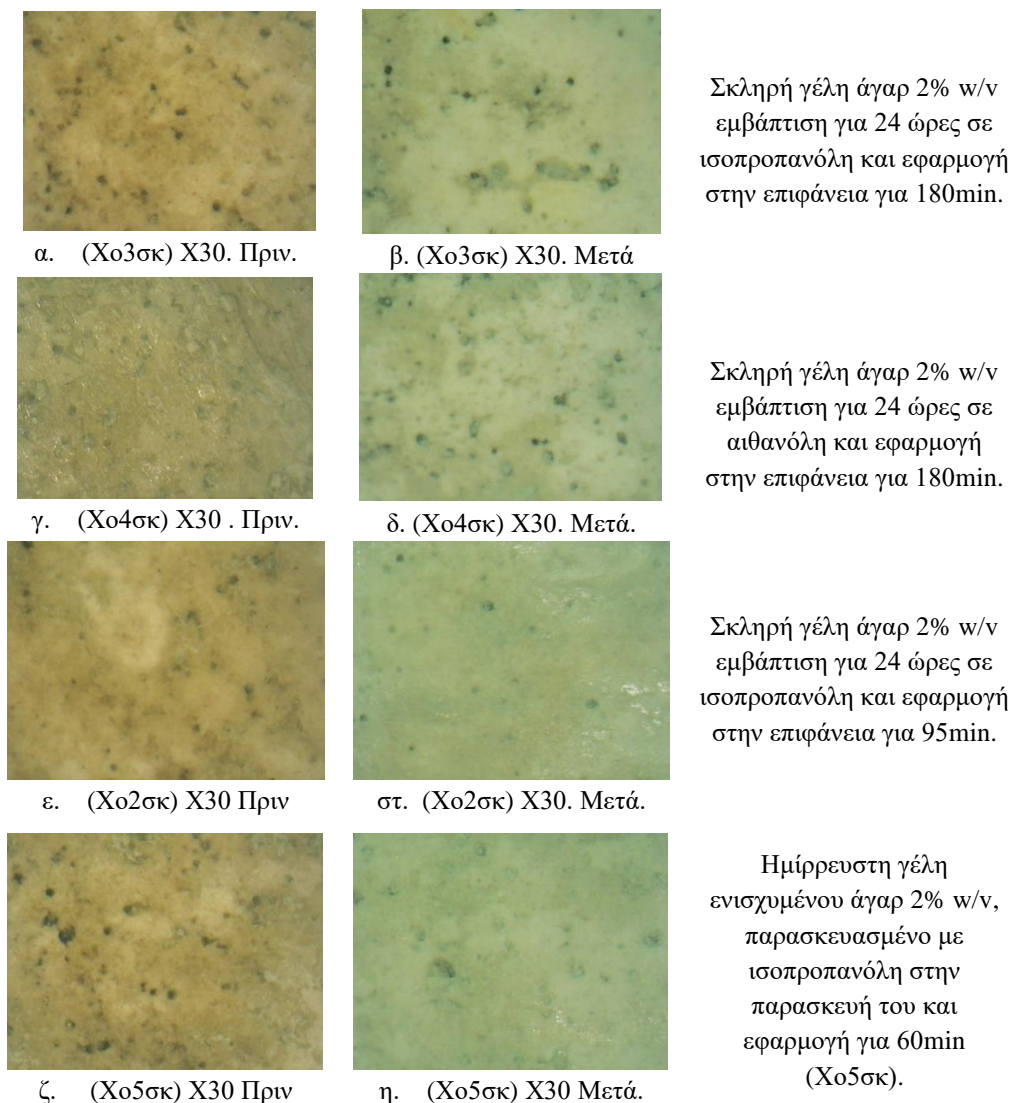 Σκληρή γέλη άγαρ 2% w/v
εμβάπτιση για 24 ώρες σε
ισοπροπανόλη και εφαρμογή
στην επιφάνεια για 180min.
α. (Χο3σκ) Χ30. Πριν.
β. (Χο3σκ) Χ30. Μετά
Σκληρή γέλη άγαρ 2% w/v
εμβάπτιση για 24 ώρες σε
αιθανόλη και εφαρμογή
στην επιφάνεια για 180min.
γ. (Χο4σκ) Χ30 . Πριν.
δ. (Χο4σκ) Χ30. Μετά.
Σκληρή γέλη άγαρ 2% w/v
εμβάπτιση για 24 ώρες σε
ισοπροπανόλη και εφαρμογή
στην επιφάνεια για 95min.
ε. (Χο2σκ) Χ30 Πριν
στ. (Χο2σκ) Χ30. Μετά.
Ημίρρευστη γέλη
ενισχυμένου άγαρ 2% w/v,
παρασκευασμένο με
ισοπροπανόλη στην
παρασκευή του και
εφαρμογή για 60min
(Χο5σκ).
ζ. (Χο5σκ) Χ30 Πριν
η. (Χο5σκ) Χ30 Μετά.